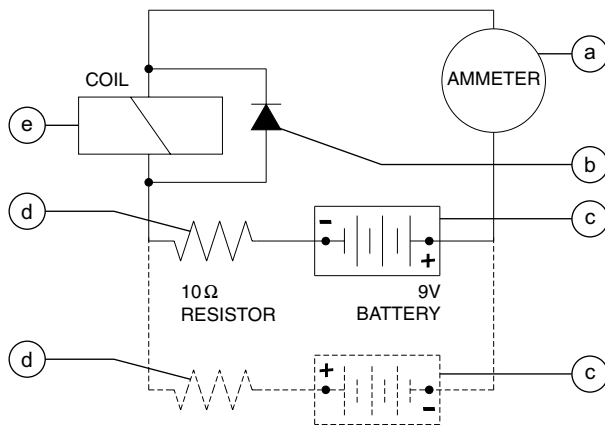 a
COIL
AMMETER
e
b
d
-
+
c
10Ω
RESISTOR
9V
BATTERY
d
+
-
c